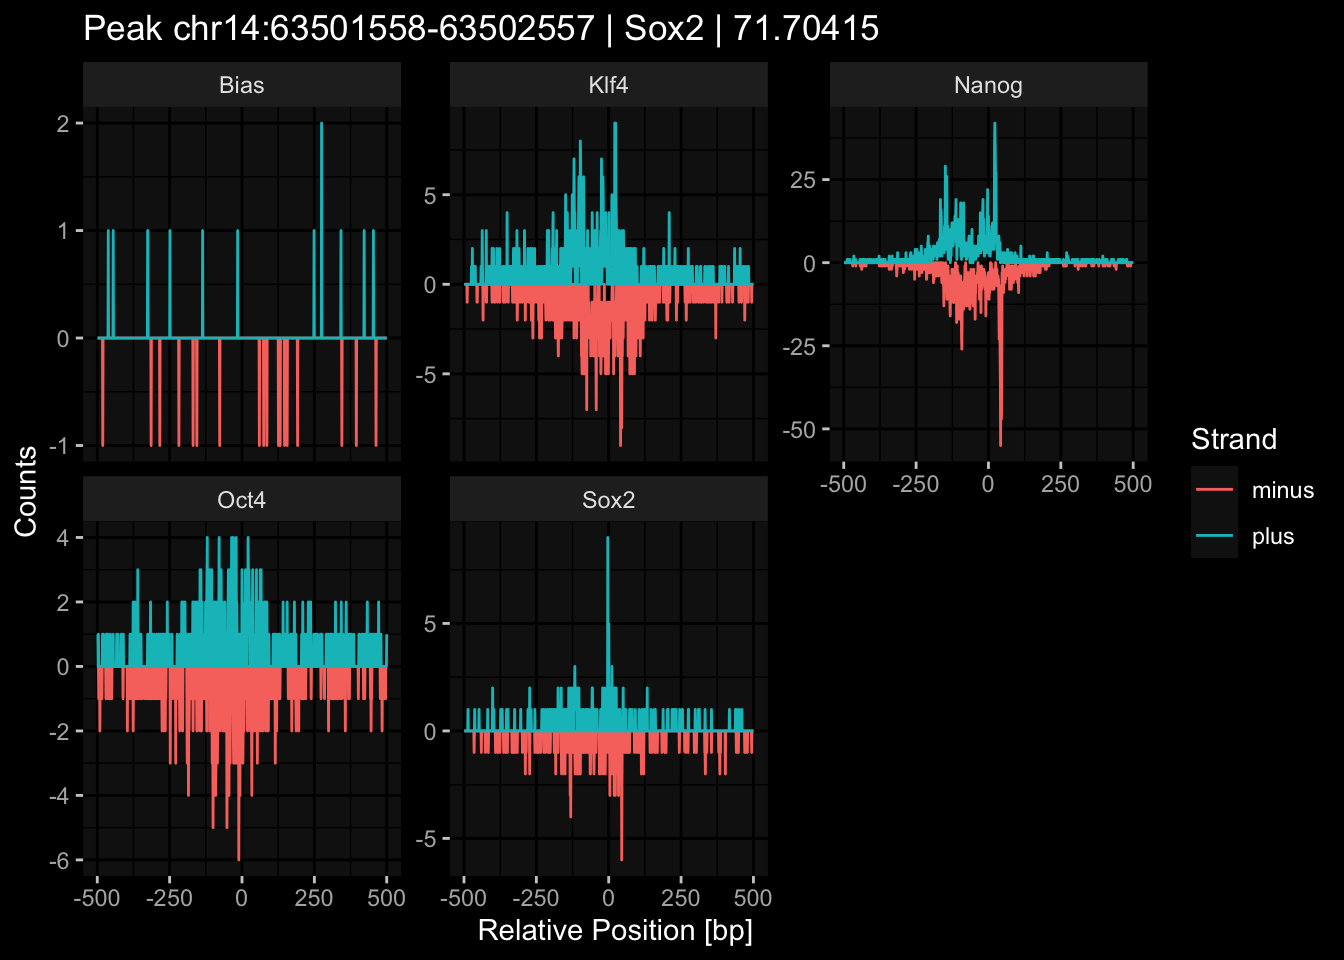 Peak chr14:63501558-63502557 | Sox2 | 71.70415
Bias
Klf4
Nanog
2
1
0
-1
5
0
-5
25
0
-25
-50
-500 -250 0 250 500
Counts
Strand
minus
plus
Oct4
Sox2
4
2
0
-2
-4
-6
5
0
-5
-500 -250 0 250 500
-500 -250 0 250 500
Relative Position [bp]